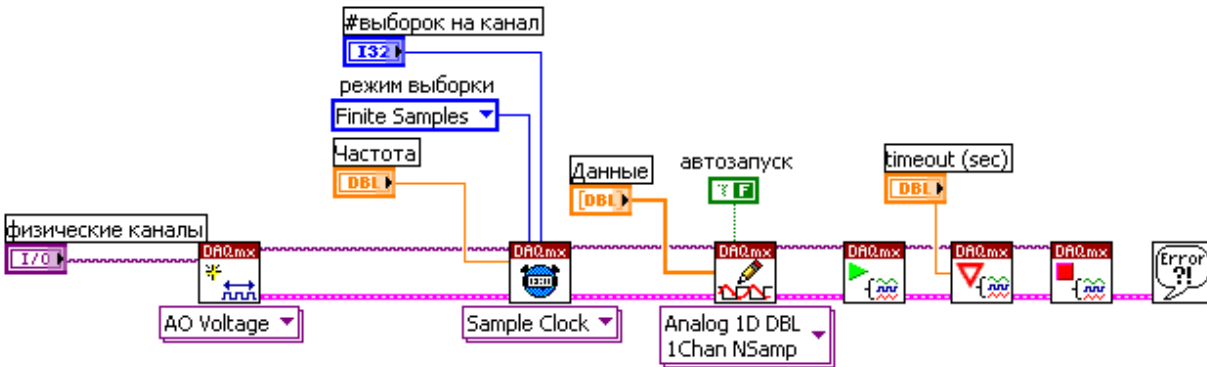 #выборок на канал
I32
режим выборки
Finite Samples
Частота
DBL
Данные
[DBL]
автозапуск
F
timeout (sec)
DBL
физические каналы
I/O
DAQmx
DAQmx
DAQmx
DAQmx
DAQmx
DAQmx
Error
?!
AO Voltage
Sample Clock
Analog 1D DBL
1Chan NSamp